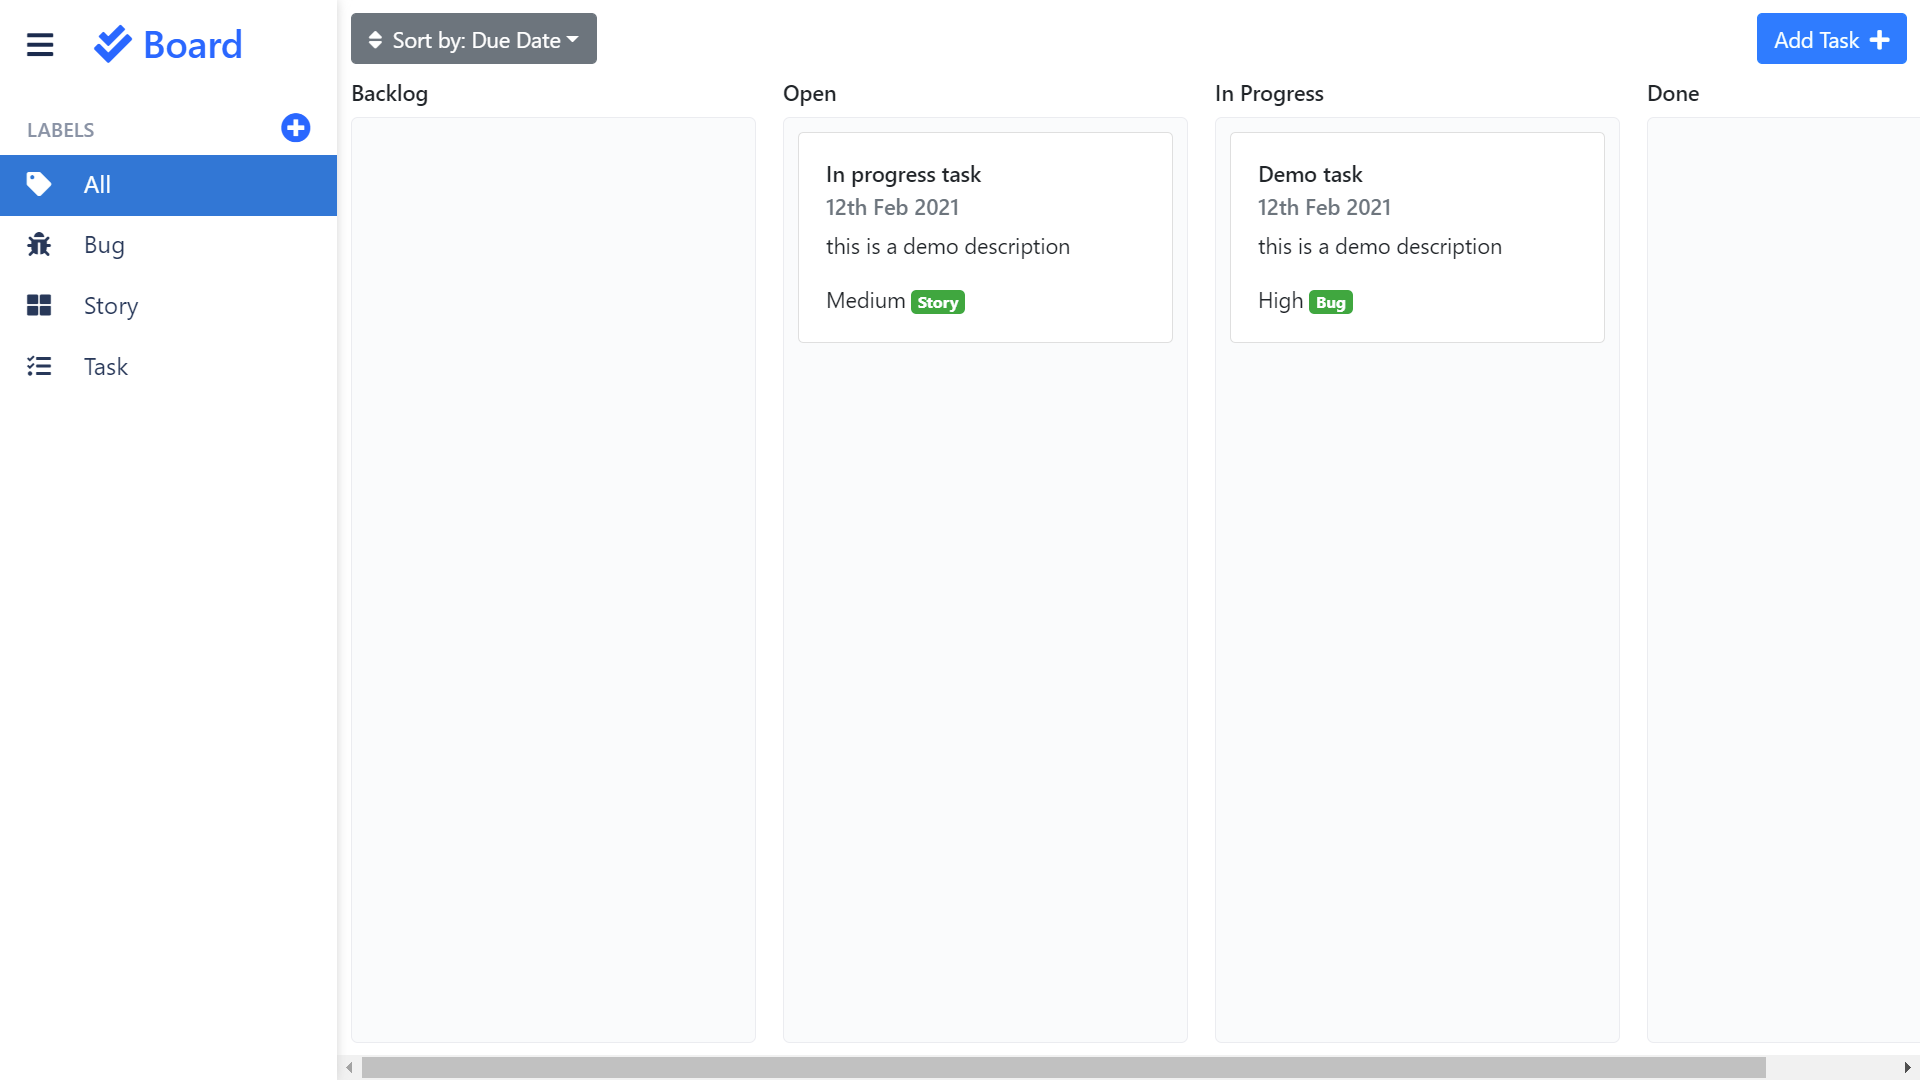 Board
LABELS
All
Bug
Story
Task
Sort by: Due Date
Add Task
Backlog
Open
In progress task
12th Feb 2021
this is a demo description
Medium Story
In Progress
Demo task
12th Feb 2021
this is a demo description
High Bug
Done